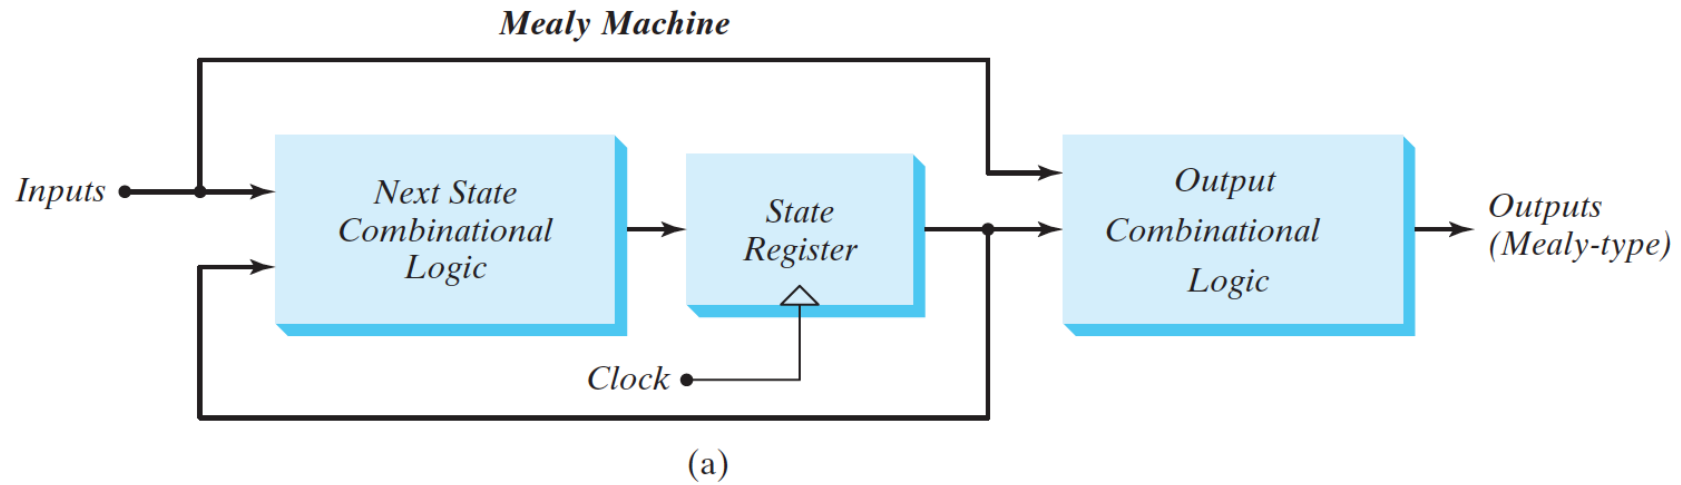 Mealy Machine
Inputs
Next State
Combinational
Logic
State
Register
Clock
Output
Combinational
Logic
Outputs
(Mealy-type)
(a)